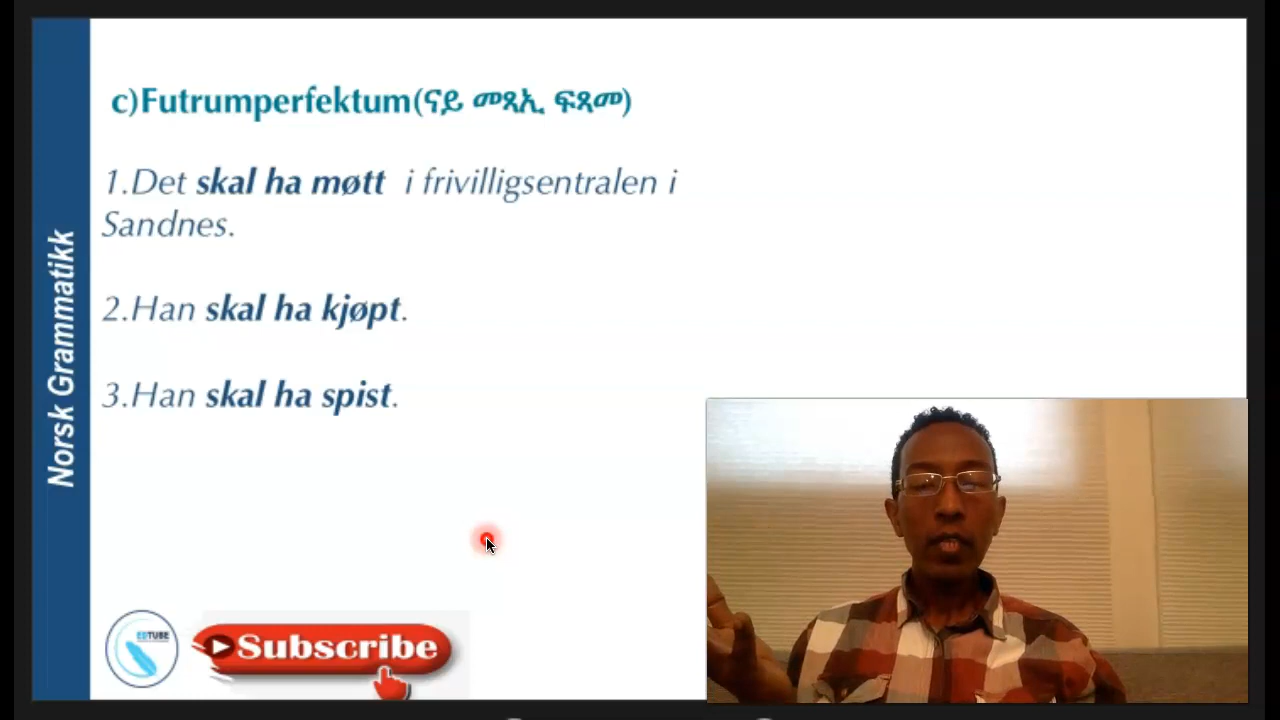 c)Futrumperfektum(ናይ መጻኢ ፍጻመ)
1.Det skal ha møtt i frivilligsentralen i
Sandnes.
2.Han skal ha kjøpt.
3.Han skal ha spist.
Norsk Grammatikk
EDTUBE
Subscribe